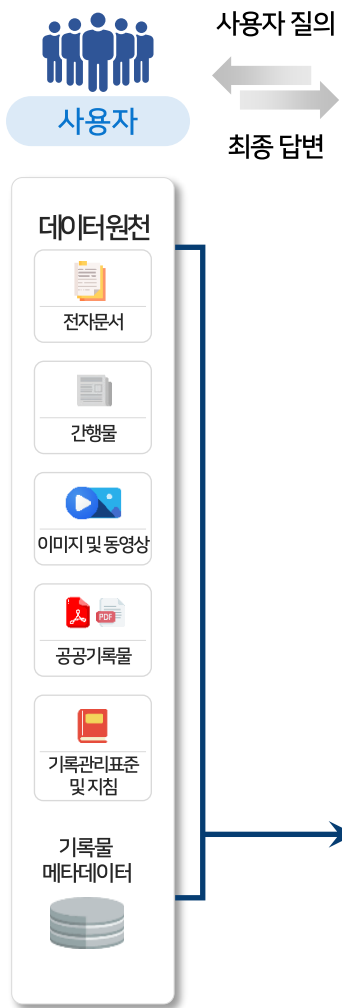 사용자 질의
사용자
최종 답변
데이터원천
전자문서
간행물
이미지 및 동영상
PDF
공공기록물
기록관리표준
및 지침
기록물
메타데이터